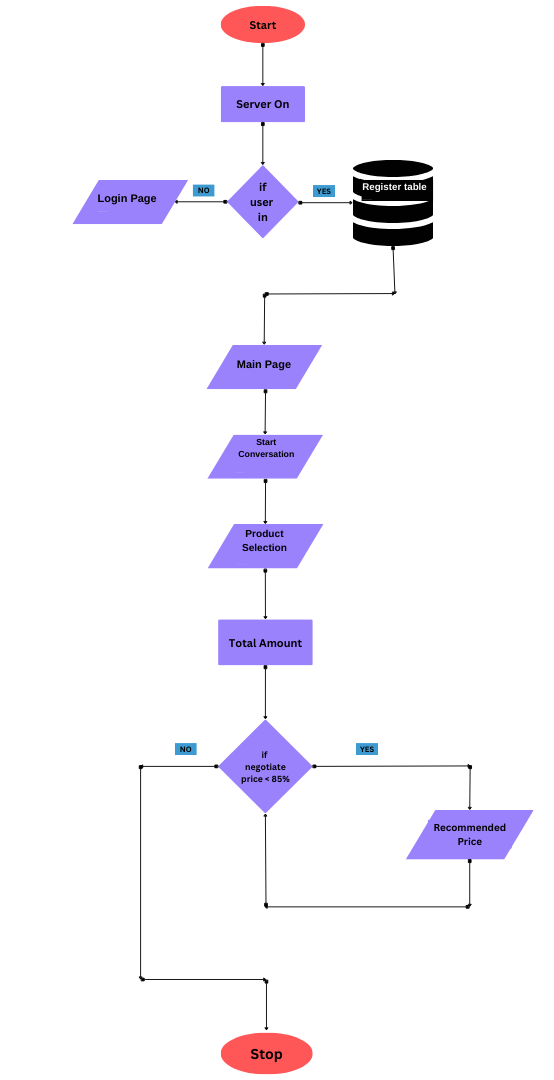 Start
Server On
if
user
in
NO
YES
Login Page
Register table
Main Page
Start
Conversation
Product
Selection
Total Amount
if
negotiate
price < 85%
NO
YES
Recommended
Price
Stop